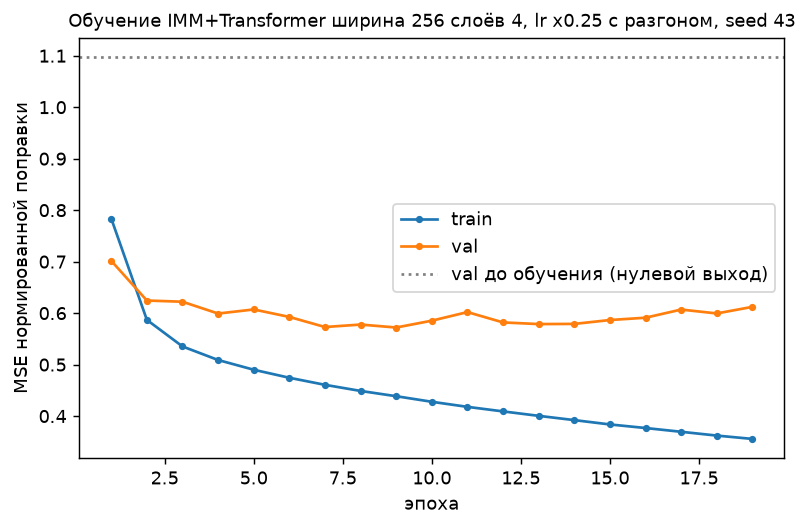 Обучение IMM+Transformer ширина 256 слоёв 4, lr x0.25 с разгоном, seed 43
MSE нормированной поправки
1.1
1.0
0.9
0.8
0.7
0.6
0.5
0.4
train
val
val до обучения (нулевой выход)
2.5 5.0 7.5 10.0 12.5 15.0 17.5
эпоха